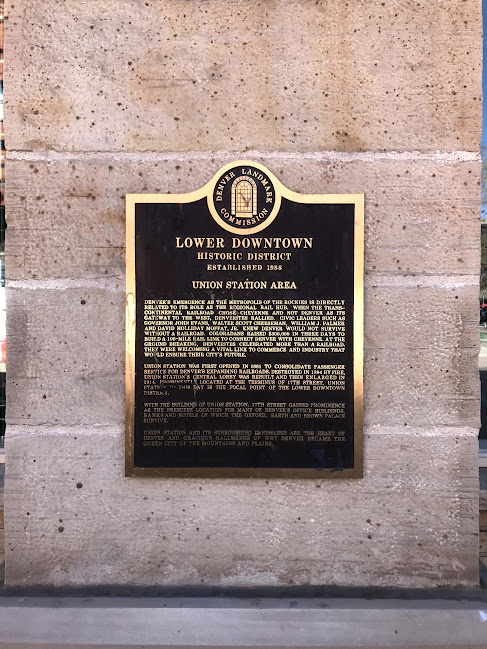 DENVER LANDMARK
COMMISSION
LOWER DOWNTOWN
HISTORIC DISTRICT
ESTABLISHED 1988
UNION STATION AREA
DENVER'S EMERGENCE AS THE METROPOLIS OF THE ROCKIES IS DIRECTLY
RELATED TO ITS ROLE AS THE REGIONAL RAIL HUB. WHEN THE TRANS-
CONTINENTAL RAILROAD CHOSE CHEYENNE AND NOT DENVER AS ITS
GATEWAY TO THE WEST, DENVERITES RALLIED. CIVIC LEADERS SUCH AS
GOVERNOR JOHN EVANS, WALTER SCOTT CHEESEMAN, WILLIAM J. PALMER
AND DAVID HOLLIDAY MOFFAT, JR. KNEW DENVER WOULD NOT SURVIVE
WITHOUT A RAILROAD. COLORADANS RAISED $300,000 IN THREE DAYS TO
BUILD A 106-MILE RAIL LINE TO CONNECT DENVER WITH CHEYENNE. AT THE
GROUND BREAKING, DENVERITES CELEBRATED MORE THAN A RAILROAD.
THEY WERE WELCOMING A VITAL LINK TO COMMERCE AND INDUSTRY THAT
WOULD ENSURE THEIR CITY'S FUTURE.
UNION STATION WAS FIRST OPENED IN 1881 TO CONSOLIDATE PASSENGER
SERVICE FOR DENVER'S EXPANDING RAILROADS. DESTROYED IN 1894 BY FIRE,
UNION STATION'S CENTRAL LOBBY WAS REBUILT AND THEN ENLARGED IN
1914. PROMINENTLY LOCATED AT THE TERMINUS OF 17TH STREET, UNION
STATION TO THIS DAY IS THE FOCAL POINT OF THE LOWER DOWNTOWN
DISTRICT.
WITH THE BUILDING OF UNION STATION, 17TH STREET GAINED PROMINENCE
AS THE PREMIERE LOCATION FOR MANY OF DENVER'S OFFICE BUILDINGS,
BANKS AND HOTELS OF WHICH THE OXFORD, BARTH AND BROWN PALACE
SURVIVE.
UNION STATION AND ITS SURROUNDING LANDMARKS ARE THE HEART OF
DENVER AND GRACIOUS HALLMARKS OF WHY DENVER BECAME THE
QUEEN CITY OF THE MOUNTAINS AND PLAINS.